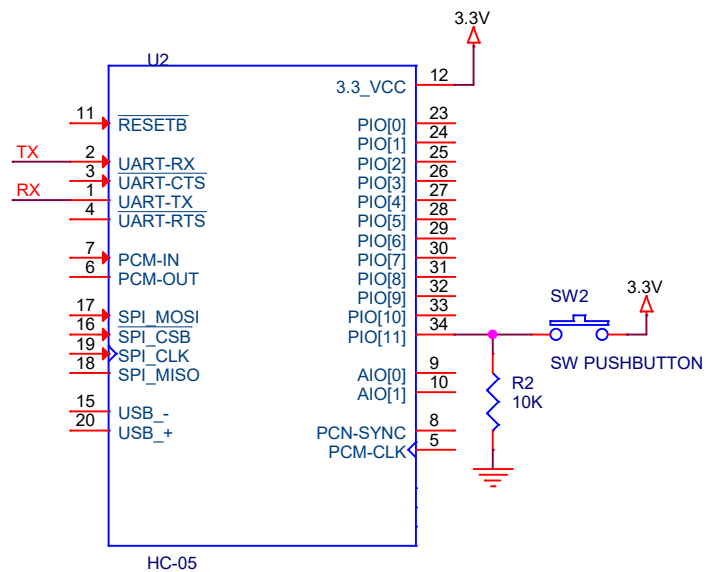 3.3V
U2
12
3.3_VCC
11
RESETB
23
PIO[0]
24
PIO[1]
TX
2
UART-RX
25
PIO[2]
3
UART-CTS
26
PIO[3]
RX
1
UART-TX
27
PIO[4]
4
UART-RTS
28
PIO[5]
29
PIO[6]
7
PCM-IN
30
PIO[7]
6
PCM-OUT
31
PIO[8]
32
PIO[9]
17
SPI_MOSI
33
PIO[10]
16
SPI_CSB
34
PIO[11]
SW2
3.3V
19
SPI_CLK
SW PUSHBUTTON
18
SPI_MISO
9
AIO[0]
10
AIO[1]
R2
10K
15
USB_-
20
USB_+
8
PCN-SYNC
5
PCM-CLK
HC-05